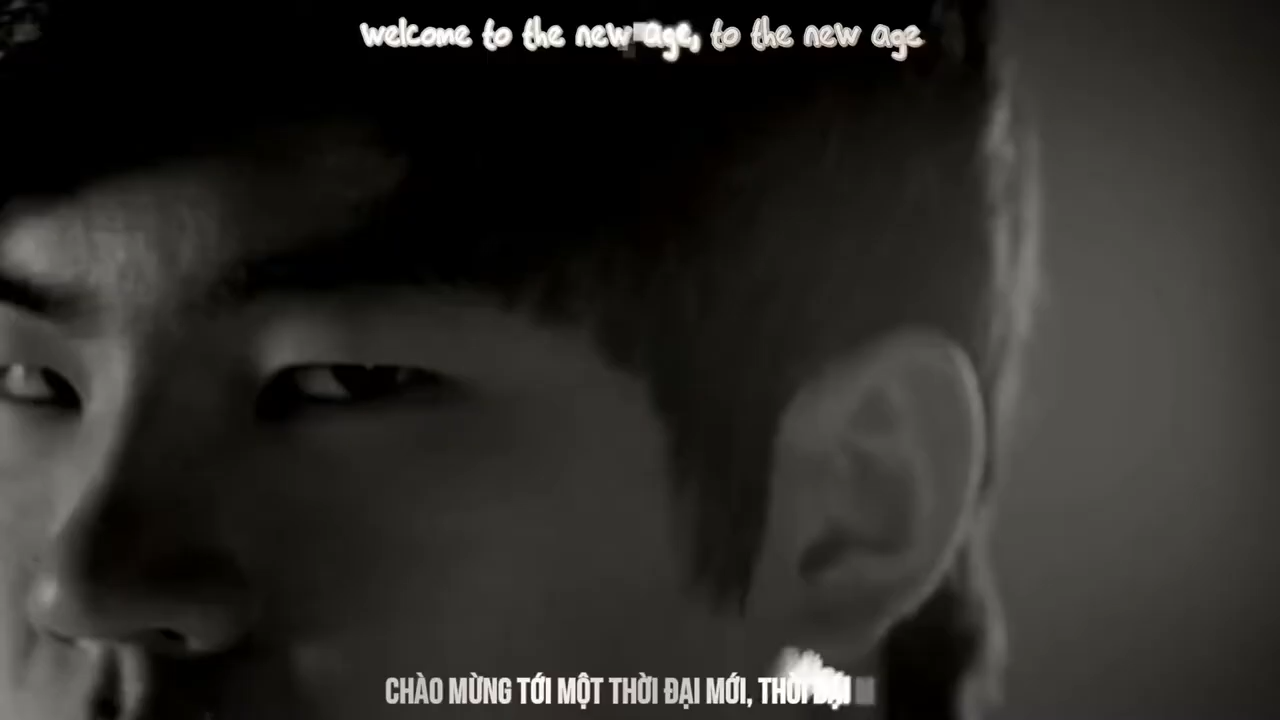 welcome to the new age, to the new age
CHÀO MỪNG TỚI MỘT THỜI ĐẠI MỚI, THỜI ĐẠI